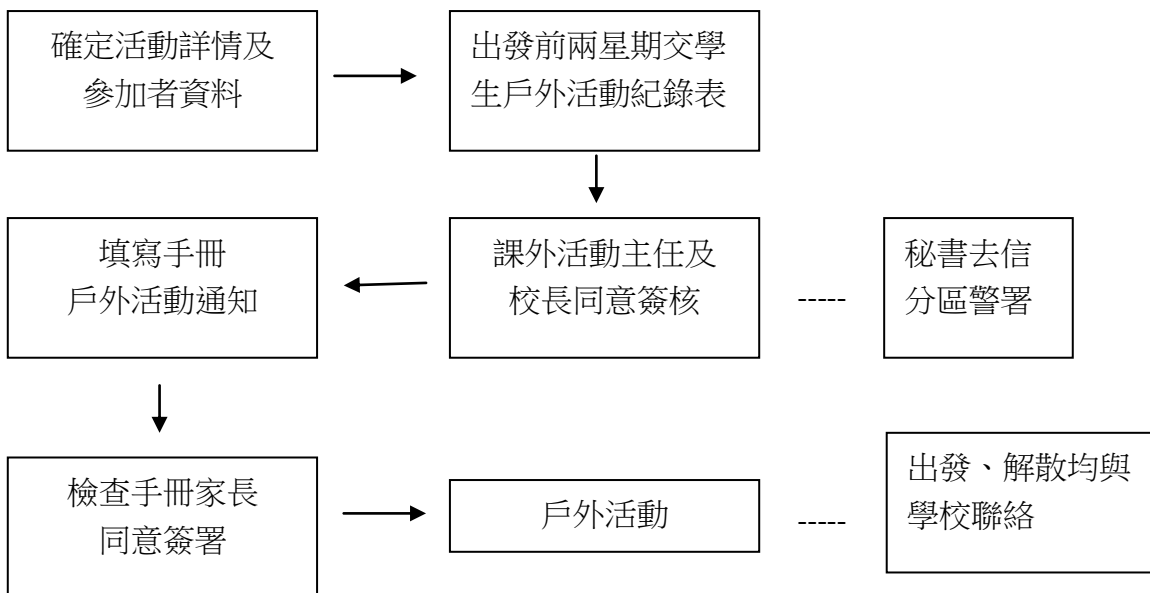 確定活動詳情及
參加者資料
出發前兩星期交學
生戶外活動紀錄表
填寫手冊
戶外活動通知
課外活動主任及
校長同意簽核
-----
秘書去信
分區警署
檢查手冊家長
同意簽署
戶外活動
-----
出發、解散均與
學校聯絡